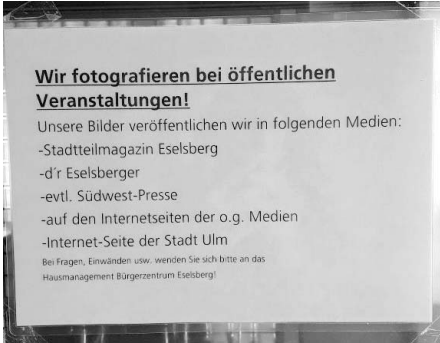 Wir fotografieren bei öffentlichen
Veranstaltungen!
Unsere Bilder veröffentlichen wir in folgenden Medien:
-Stadtteilmagazin Eselsberg
-d´r Eselsberger
-evtl. Südwest-Presse
-auf den Internetseiten der o.g. Medien
-Internet-Seite der Stadt Ulm
Bei Fragen, Einwänden usw. wenden Sie sich bitte an das
Hausmanagement Bürgerzentrum Eselsberg!